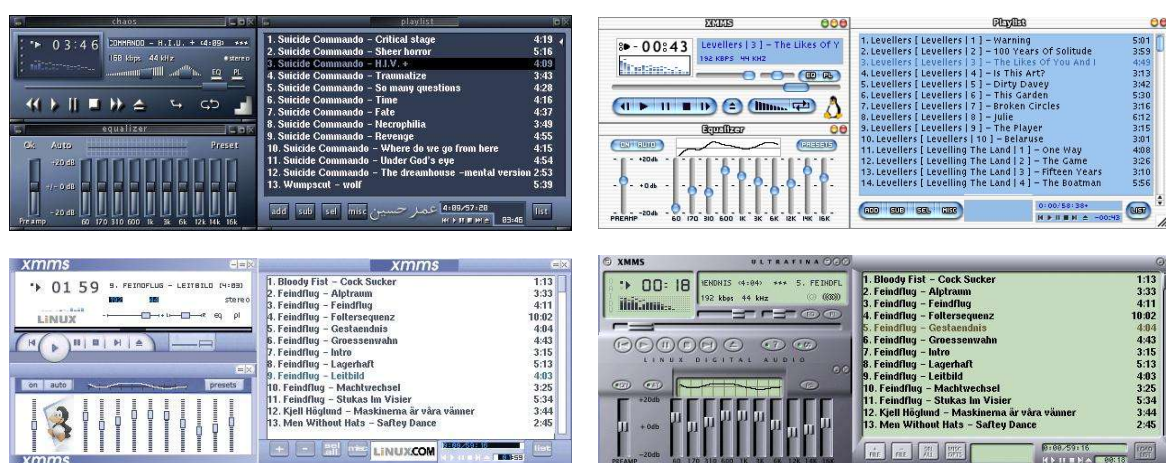 chaos
03:46
COMMANDO - H.I.U. + (4:09) ***
160 kbps 44 kHz
stereo
EQ PL
equalizer
On Auto Preset
+20 dB
+/- 0 dB
-20 dB
Preamp 60 170 310 600 1k 3k 6k 12k 14k 16k
playlist
1. Suicide Commando - Critical stage 4:19
2. Suicide Commando - Sheer horror 5:16
3. Suicide Commando - H.I.V. + 4:09
4. Suicide Commando - Traumatize 3:43
5. Suicide Commando - So many questions 4:28
6. Suicide Commando - Time 4:16
7. Suicide Commando - Fate 4:37
8. Suicide Commando - Necrophilia 3:49
9. Suicide Commando - Revenge 4:55
10. Suicide Commando - Where do we go from here 4:15
11. Suicide Commando - Under God's eye 4:54
12. Suicide Commando - The dreamhouse -mental version 2:53
13. Wumpscut - wolf 5:39
add sub sel misc عمر حسين 4:09/57:20 list
03:46
XMMS
-00:43 Levellers | 3 ] - The Likes Of Y
192 KBPS 44 KHZ
EQ PL
Equalizer
ON AUTO PRESETS
+20db
+0db
-20db
PREAMP 60 170 310 600 1K 3K 6K 12K 14K 16K
Playlist
1. Levellers [ Levellers | 1 ] - Warning 5:01
2. Levellers [ Levellers | 2 ] - 100 Years Of Solitude 3:59
3. Levellers [ Levellers | 3 ] - The Likes Of You And I 4:49
4. Levellers [ Levellers | 4 ] - Is This Art? 3:13
5. Levellers [ Levellers | 5 ] - Dirty Davey 3:42
6. Levellers [ Levellers | 6 ] - This Garden 5:30
7. Levellers [ Levellers | 7 ] - Broken Circles 3:16
8. Levellers [ Levellers | 8 ] - Julie 6:12
9. Levellers [ Levellers | 9 ] - The Player 3:15
10. Levellers [ Levellers | 10 ] - Belaruse 3:01
11. Levellers [ Levelling The Land | 1 ] - One Way 4:08
12. Levellers [ Levelling The Land | 2 ] - The Game 3:26
13. Levellers [ Levelling The Land | 3 ] - Fifteen Years 3:10
14. Levellers [ Levelling The Land | 4 ] - The Boatman 5:56
ADD SUB SEL MISC 0:00/58:38+ LIST
-00:43
xmms
01 59 9. FEINDFLUG - LEITBILD (4:03)
192 stereo
LiNUX eq pl
on auto presets
xmms
xmms
1. Bloody Fist - Cock Sucker 1:13
2. Feindflug - Alptraum 3:33
3. Feindflug - Feindflug 4:11
4. Feindflug - Foltersequenz 10:02
5. Feindflug - Gestaendnis 4:04
6. Feindflug - Groessenwahn 4:43
7. Feindflug - Intro 3:15
8. Feindflug - Lagerhaft 5:13
9. Feindflug - Leitbild 4:03
10. Feindflug - Machtwechsel 3:25
11. Feindflug - Stukas Im Visier 5:34
12. Kjell Höglund - Maskinerna är våra vänner 3:44
13. Men Without Hats - Saftey Dance 2:45
+ - sel all misc LiNUX.COM 0:00/59:16 list
XMMS ULTRAFINA
00:18 !ENDNIS (4:04) *** 5. FEINDFL
192 kbps 44 kHz
LINUX DIGITAL AUDIO
+20db
+0db
-20db
PREAMP 60 170 310 600 1K 3K 6K 12K 14K 16K
1. Bloody Fist - Cock Sucker 1:13
2. Feindflug - Alptraum 3:33
3. Feindflug - Feindflug 4:11
4. Feindflug - Foltersequenz 10:02
5. Feindflug - Gestaendnis 4:04
6. Feindflug - Groessenwahn 4:43
7. Feindflug - Intro 3:15
8. Feindflug - Lagerhaft 5:13
9. Feindflug - Leitbild 4:03
10. Feindflug - Machtwechsel 3:25
11. Feindflug - Stukas Im Visier 5:34
12. Kjell Höglund - Maskinerna är våra vänner 3:44
13. Men Without Hats - Saftey Dance 2:45
0:00/59:16
00:18